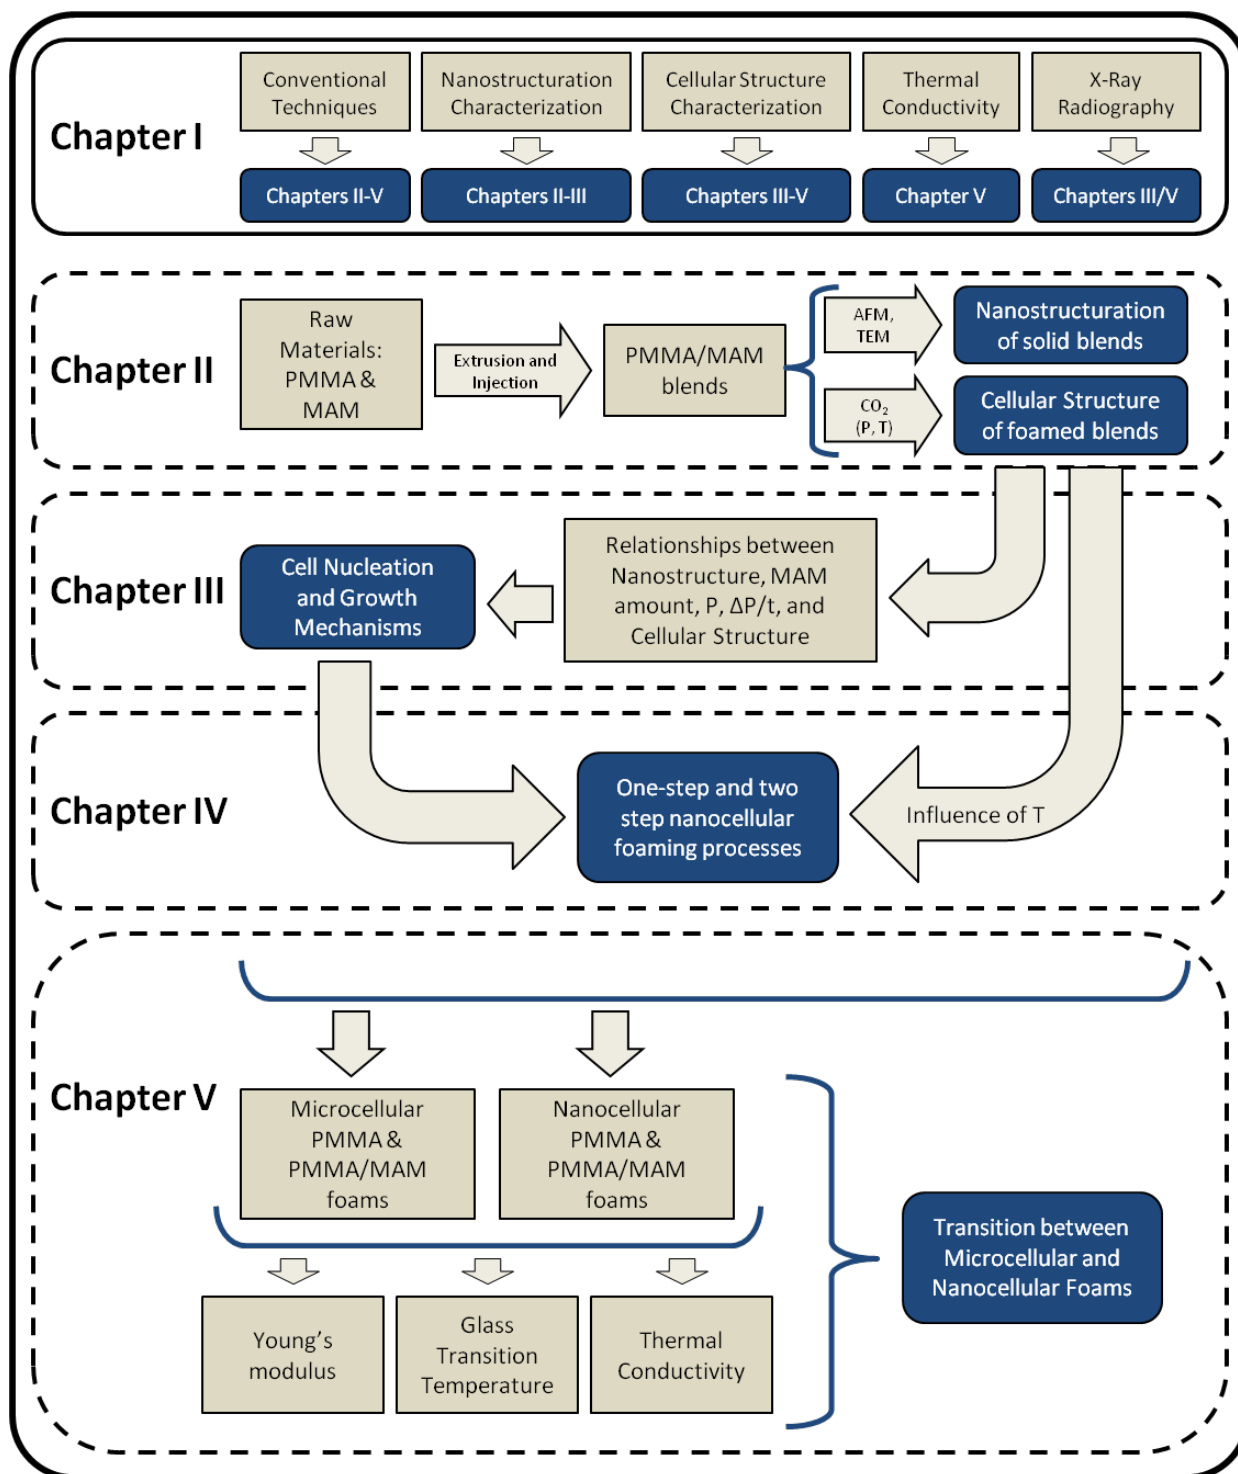 Chapter I
Conventional
Techniques
Nanostructuration
Characterization
Cellular Structure
Characterization
Thermal
Conductivity
X-Ray
Radiography
Chapters II-V
Chapters II-III
Chapters III-V
Chapter V
Chapters III/V
Chapter II
Raw
Materials:
PMMA &
MAM
Extrusion and
Injection
PMMA/MAM
blends
AFM,
TEM
Nanostructuration
of solid blends
CO₂
(P, T)
Cellular Structure
of foamed blends
Chapter III
Cell Nucleation
and Growth
Mechanisms
Relationships between
Nanostructure, MAM
amount, P, ΔP/t, and
Cellular Structure
Chapter IV
One-step and two
step nanocellular
foaming processes
Influence of T
Chapter V
Microcellular
PMMA &
PMMA/MAM
foams
Nanocellular
PMMA &
PMMA/MAM
foams
Young's
modulus
Glass
Transition
Temperature
Thermal
Conductivity
Transition between
Microcellular and
Nanocellular Foams